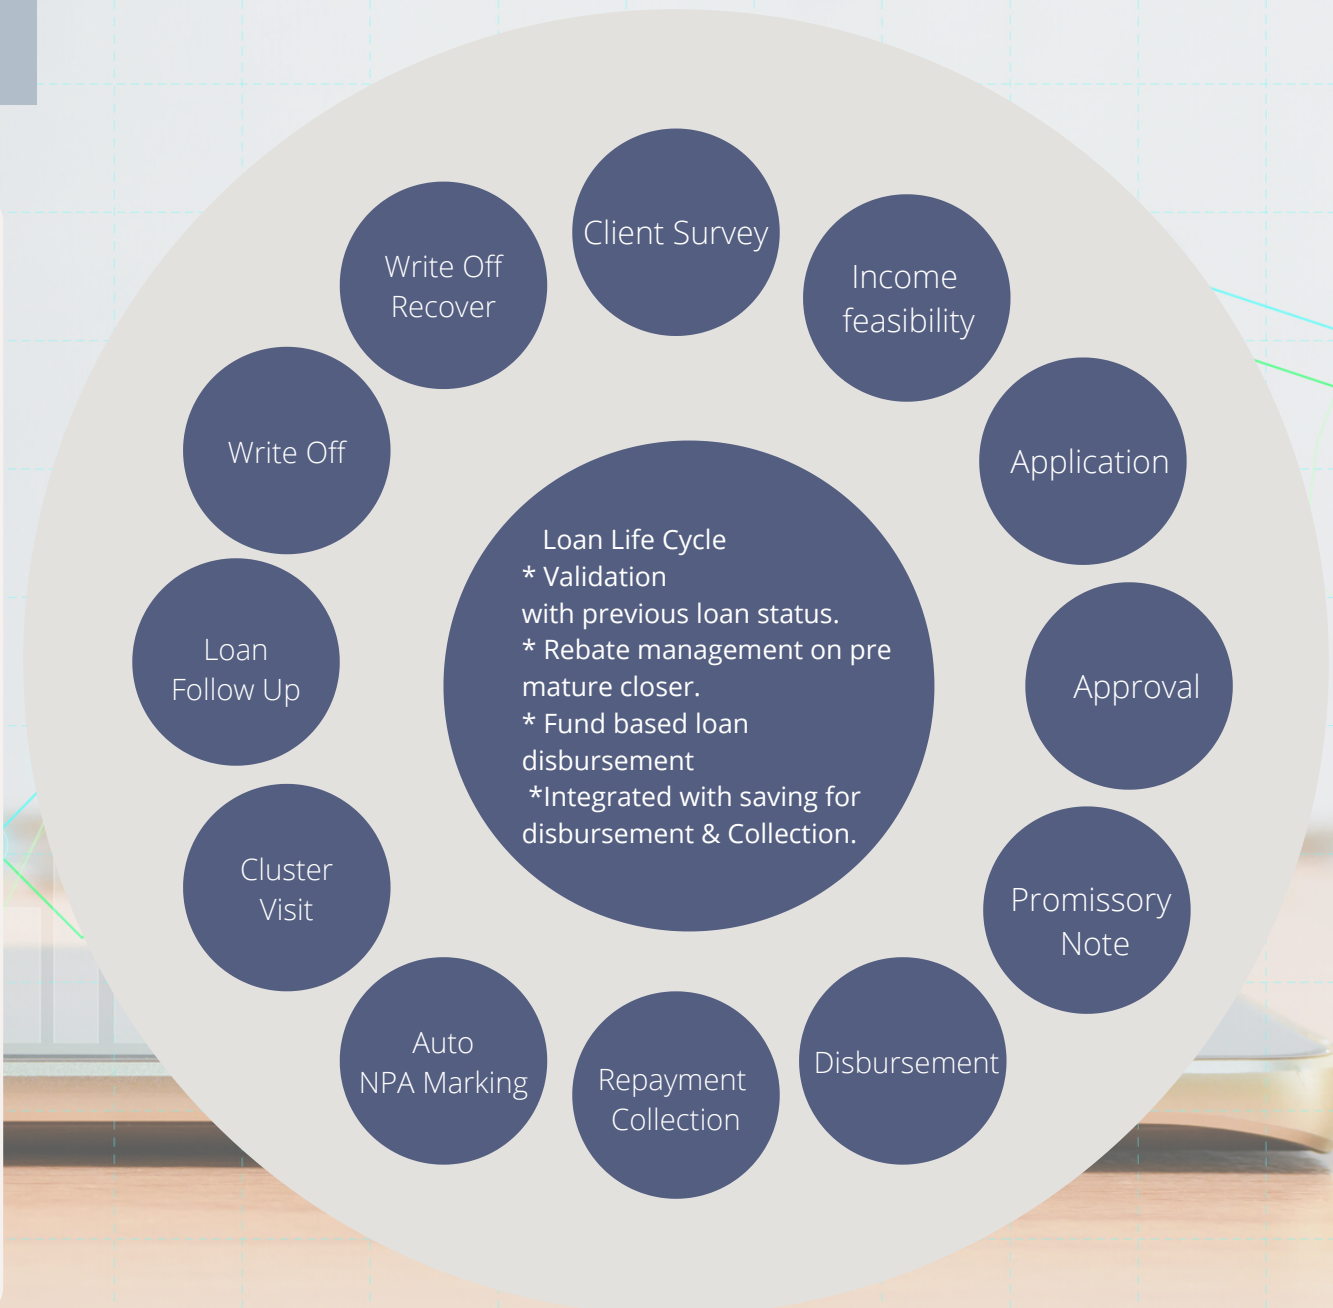 Client Survey
Income
feasibility
Application
Approval
Promissory
Note
Disbursement
Repayment
Collection
Auto
NPA Marking
Cluster
Visit
Loan
Follow Up
Write Off
Write Off
Recover
Loan Life Cycle
* Validation
with previous loan status.
* Rebate management on pre
mature closer.
* Fund based loan
disbursement
*Integrated with saving for
disbursement & Collection.